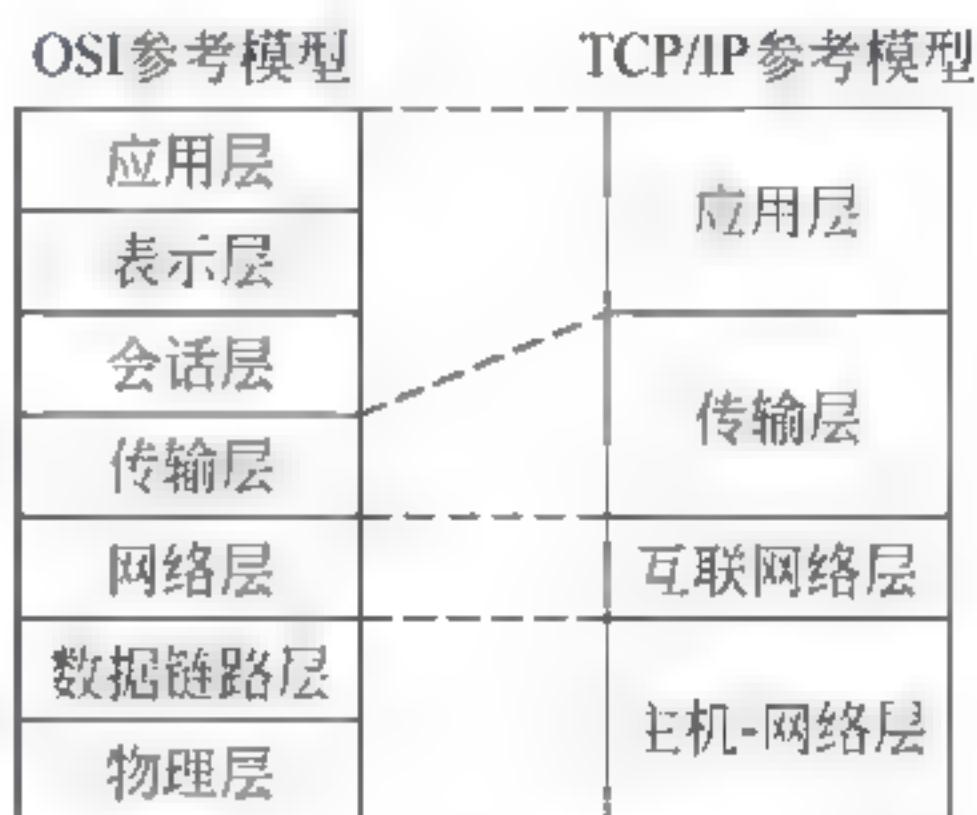 OSI参考模型
TCP/IP参考模型
应用层
表示层
会话层
传输层
网络层
数据链路层
物理层
应用层
传输层
互联网络层
主机-网络层